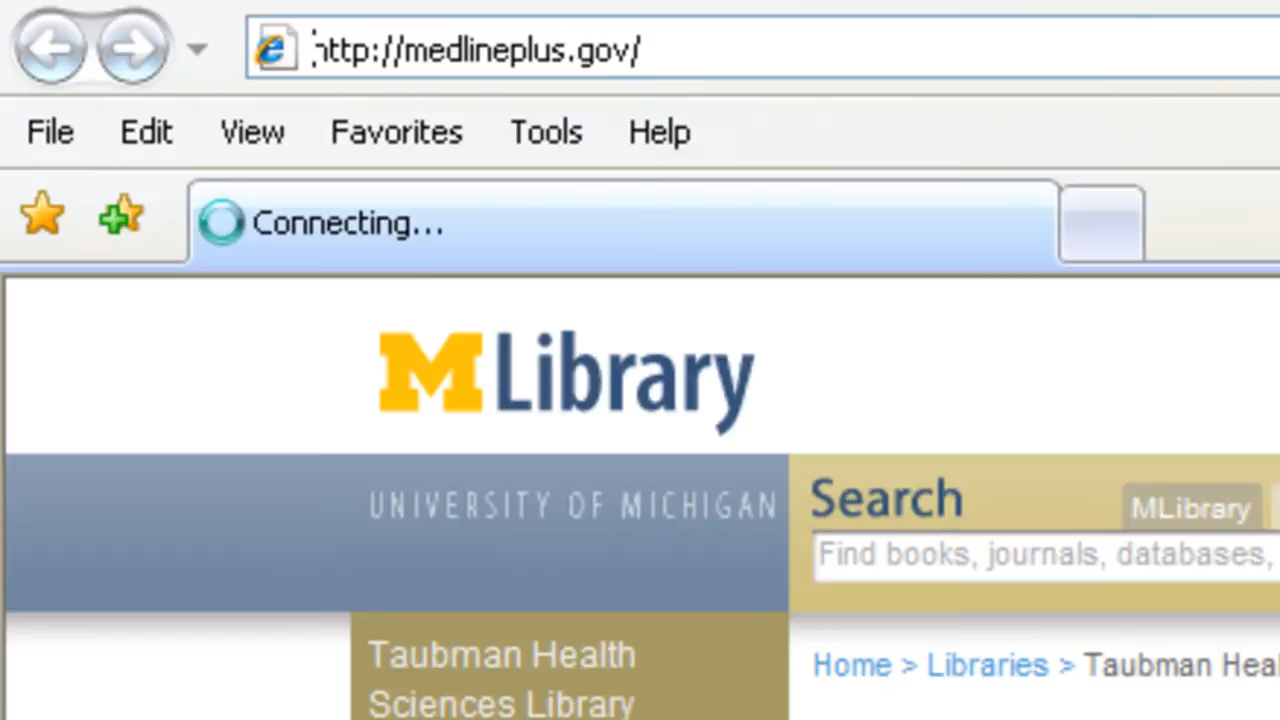 http://medlineplus.gov/
File Edit View Favorites Tools Help
Connecting...
M Library
UNIVERSITY OF MICHIGAN
Search
MLibrary
Find books, journals, databases,
Taubman Health
Sciences Library
Home > Libraries > Taubman Heal